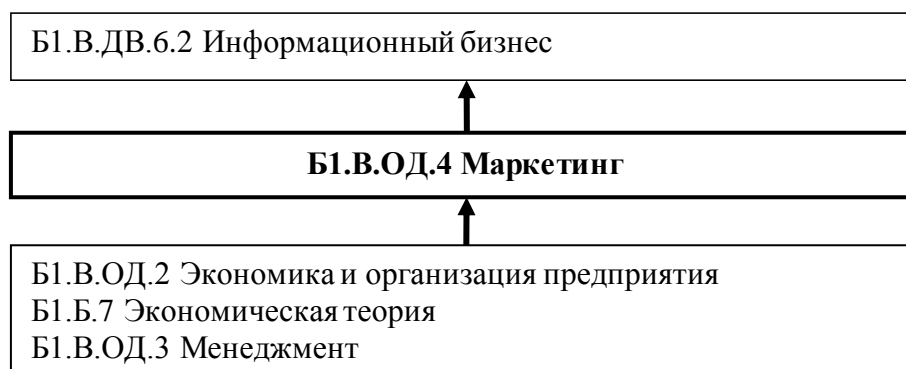 Б1.В.ДВ.6.2 Информационный бизнес
Б1.В.ОД.4 Маркетинг
Б1.В.ОД.2 Экономика и организация предприятия
Б1.Б.7 Экономическая теория
Б1.В.ОД.3 Менеджмент